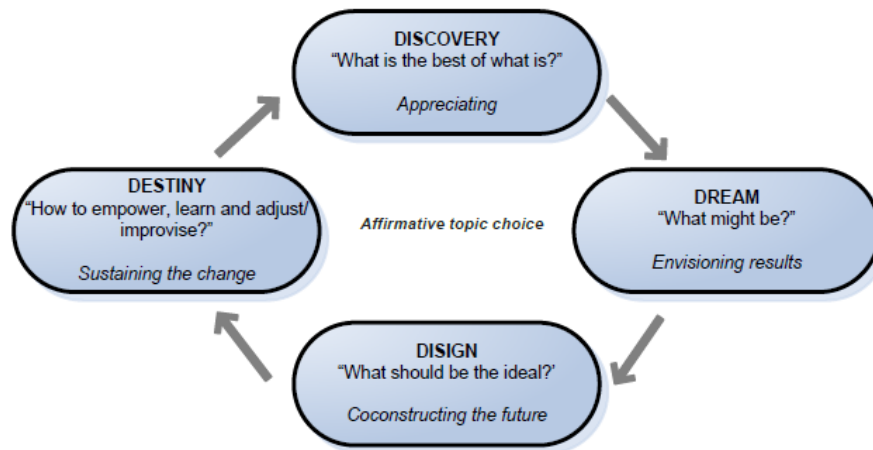 DISCOVERY
“What is the best of what is?”
Appreciating
DESTINY
“How to empower, learn and adjust/
improvise?”
Sustaining the change
Affirmative topic choice
DREAM
“What might be?”
Envisioning results
DISIGN
“What should be the ideal?’
Coconstructing the future